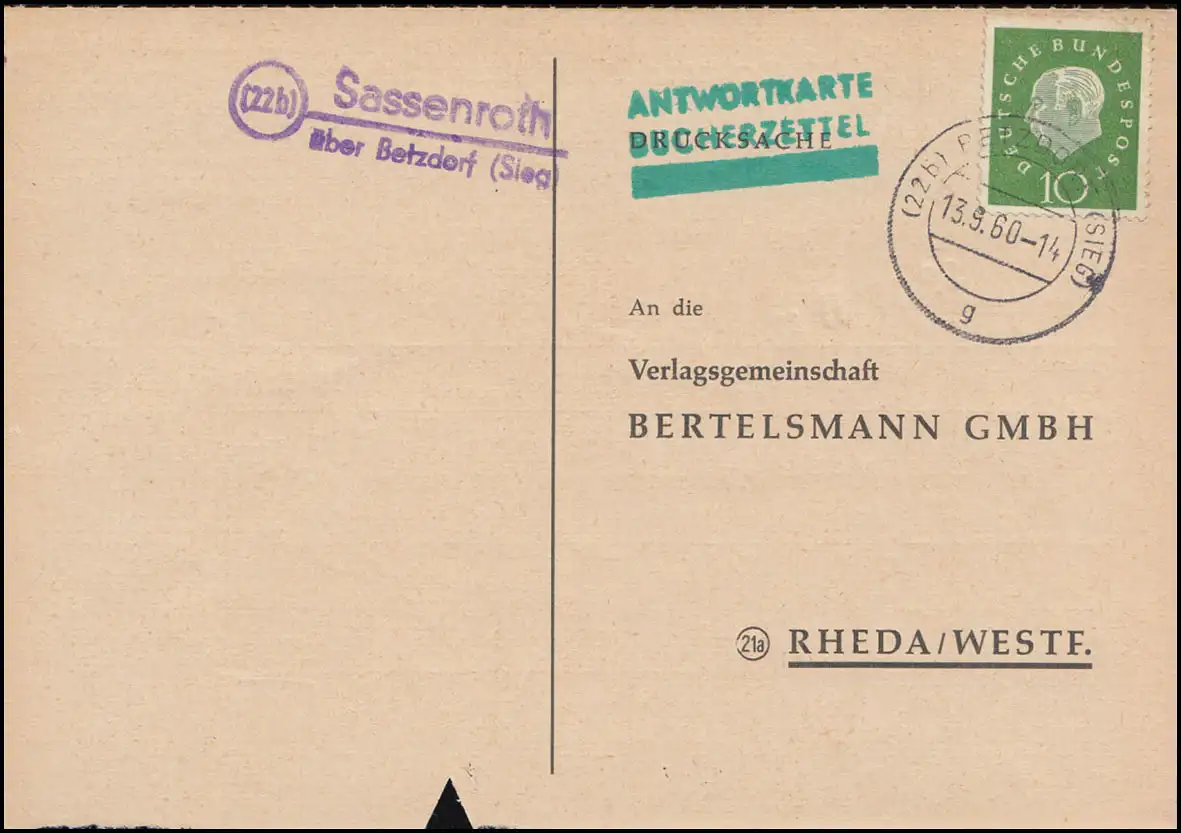 (22b) Sassenroth
über Betzdorf (Sieg)
ANTWORTKARTE
BÜCHERZETTEL
DRUCKSACHE
DEUTSCHE BUNDESPOST
10
(22b) BETZDORF (SIEG)
13.9.60-14
g
An die
Verlagsgemeinschaft
BERTELSMANN GMBH
21a RHEDA/WESTF.